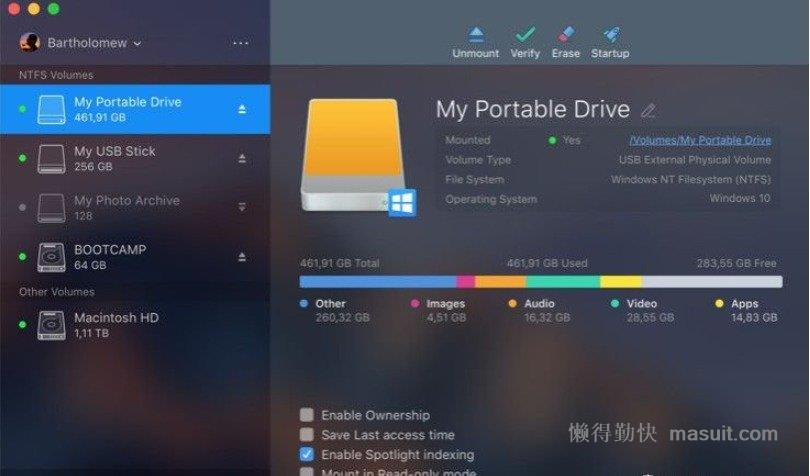 Bartholomew
...
Unmount Verify Erase Startup
NTFS Volumes
My Portable Drive
461,91 GB
My USB Stick
256 GB
My Photo Archive
128
BOOTCAMP
64 GB
Other Volumes
Macintosh HD
1,11 TB
My Portable Drive
Mounted Yes /Volumes/My Portable Drive
Volume Type USB External Physical Volume
File System Windows NT Filesystem (NTFS)
Operating System Windows 10
461,91 GB Total 461,91 GB Used 283,55 GB Free
Other Images Audio Video Apps
260,32 GB 4,51 GB 16,32 GB 28,55 GB 14,83 GB
Enable Ownership
Save Last access time
Enable Spotlight indexing
Mount in Read-only mode
懒得勤快 masuit.com